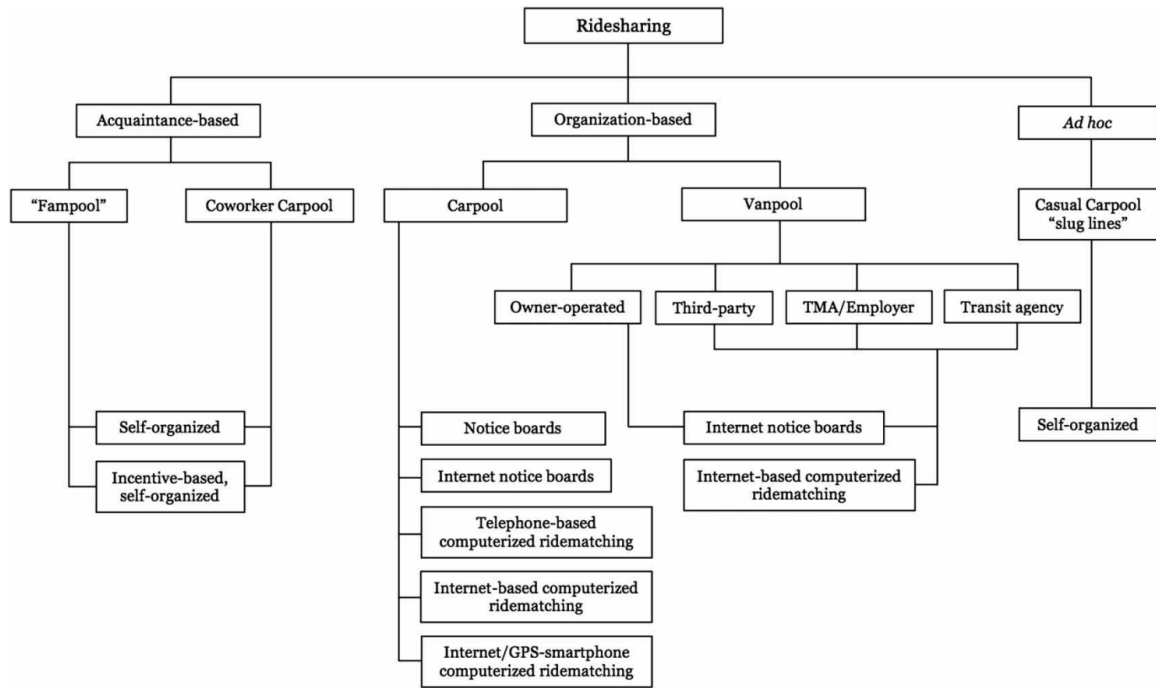 Ridesharing
Acquaintance-based
Organization-based
Ad hoc
“Fampool”
Coworker Carpool
Carpool
Vanpool
Casual Carpool
“slug lines”
Owner-operated
Third-party
TMA/Employer
Transit agency
Self-organized
Incentive-based,
self-organized
Notice boards
Internet notice boards
Telephone-based
computerized ridematching
Internet-based computerized
ridematching
Internet/GPS-smartphone
computerized ridematching
Internet notice boards
Internet-based computerized
ridematching
Self-organized